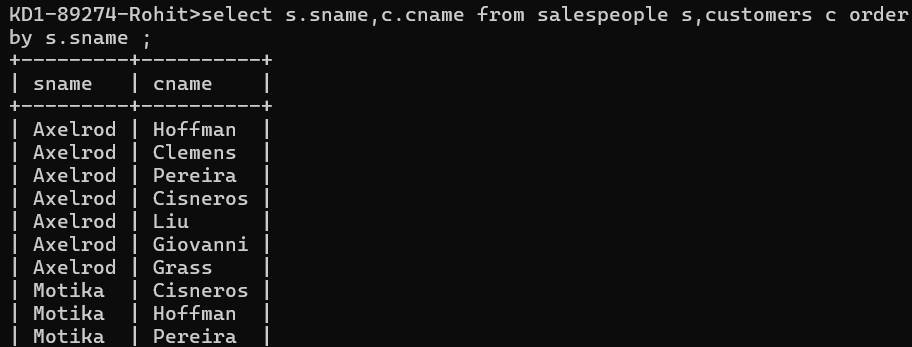 KD1-89274-Rohit>select s.sname,c.cname from salespeople s,customers c order
by s.sname ;
+---------+----------+
| sname   | cname    |
+---------+----------+
| Axelrod | Hoffman  |
| Axelrod | Clemens  |
| Axelrod | Pereira  |
| Axelrod | Cisneros |
| Axelrod | Liu      |
| Axelrod | Giovanni |
| Axelrod | Grass    |
| Motika  | Cisneros |
| Motika  | Hoffman  |
| Motika  | Pereira  |